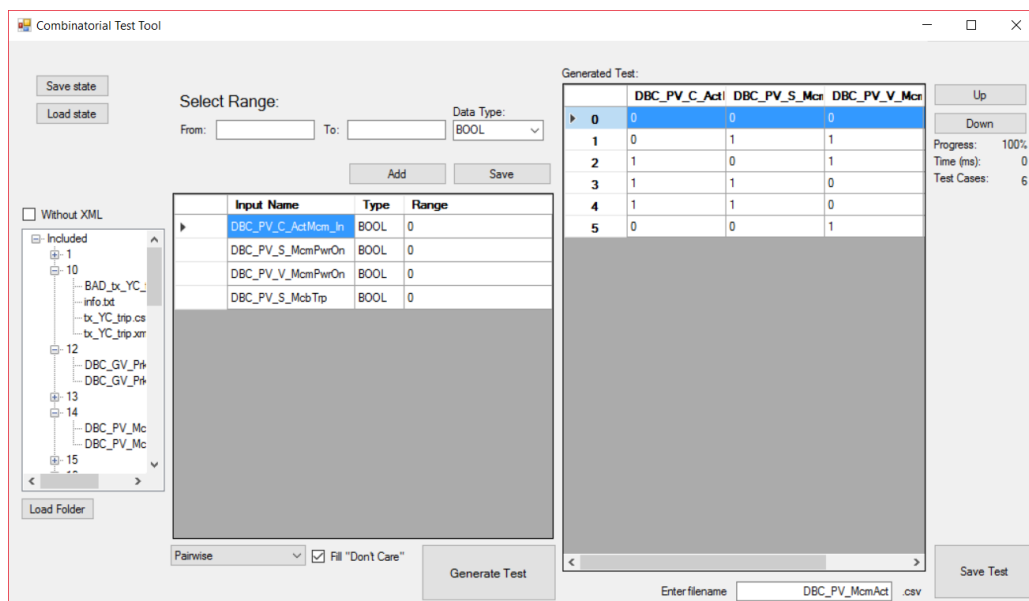 Combinatorial Test Tool
Save state
Load state
Select Range:
From:
To:
Data Type:
BOOL
Add
Save
Without XML
Included
1
10
BAD_tx_YC_
info.txt
tx_YC_trip.cs
tx_YC_trip.xm
12
DBC_GV_Prk
DBC_GV_Prk
13
14
DBC_PV_Mc
DBC_PV_Mc
15
Load Folder
Input Name Type Range
DBC_PV_C_ActMcm_In BOOL 0
DBC_PV_S_McmPwrOn BOOL 0
DBC_PV_V_McmPwrOn BOOL 0
DBC_PV_S_McbTrp BOOL 0
Pairwise
Fill "Don't Care"
Generate Test
Generated Test:
DBC_PV_C_Actl DBC_PV_S_Mcm DBC_PV_V_Mcm
0 0 0 0
1 0 1 1
2 1 0 1
3 1 1 0
4 1 1 0
5 0 0 1
Up
Down
Progress: 100%
Time (ms): 0
Test Cases: 6
Enter filename DBC_PV_McmAct .csv
Save Test